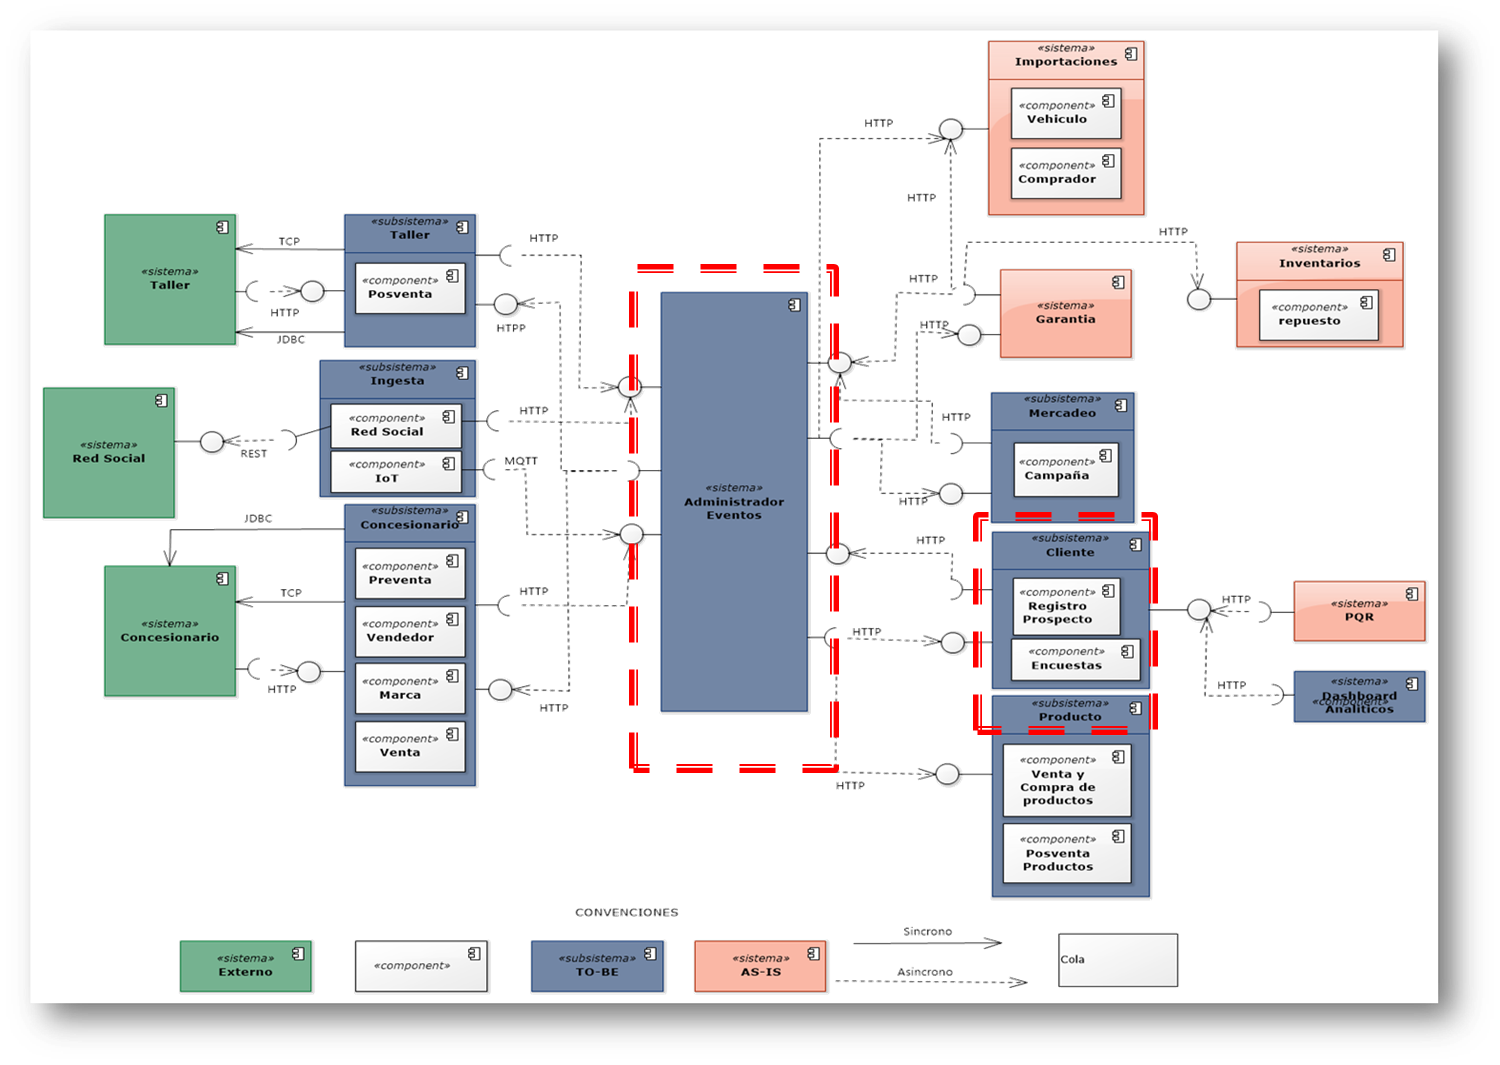 «sistema»
Importaciones
«component»
Vehiculo
«component»
Comprador
HTTP
HTTP
«sistema»
Taller
TCP
HTTP
JDBC
«subsistema»
Taller
«component»
Posventa
HTTP
HTPP
HTTP
HTTP
HTTP
«sistema»
Garantia
«sistema»
Inventarios
«component»
repuesto
«sistema»
Red Social
REST
«subsistema»
Ingesta
«component»
Red Social
«component»
IoT
HTTP
MQTT
«sistema»
Administrador
Eventos
HTTP
HTTP
«subsistema»
Mercadeo
«component»
Campaña
JDBC
«sistema»
Concesionario
TCP
HTTP
«subsistema»
Concesionario
«component»
Preventa
«component»
Vendedor
«component»
Marca
«component»
Venta
HTTP
HTTP
HTTP
HTTP
HTTP
«subsistema»
Cliente
«component»
Registro
Prospecto
«component»
Encuestas
HTTP
HTTP
«sistema»
PQR
«sistema»
Dashboard
«component»
Analiticos
«subsistema»
Producto
«component»
Venta y
Compra de
productos
«component»
Posventa
Productos
CONVENCIONES
«sistema»
Externo
«component»
«subsistema»
TO-BE
«sistema»
AS-IS
Sincrono
Asincrono
Cola